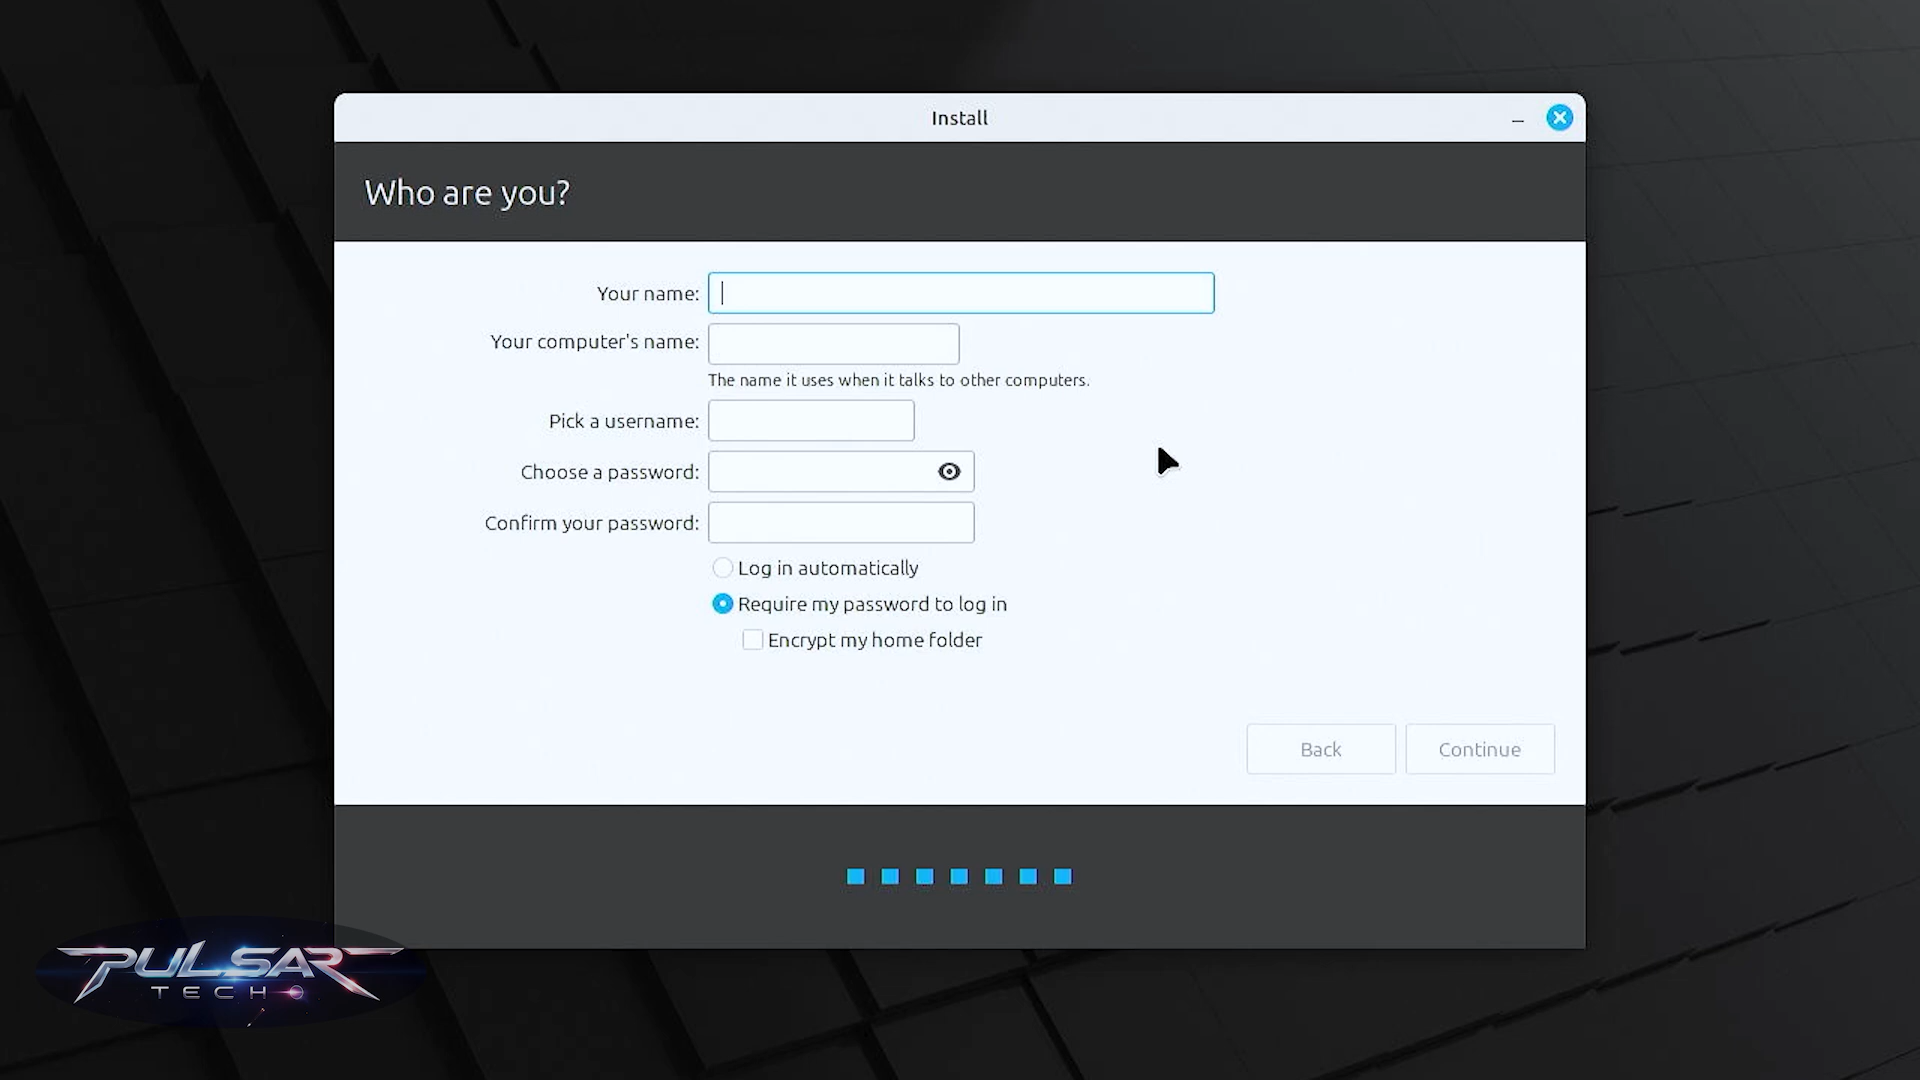 Install
Who are you?
Your name:
Your computer's name:
The name it uses when it talks to other computers.
Pick a username:
Choose a password:
Confirm your password:
Log in automatically
Require my password to log in
Encrypt my home folder
Back Continue
PULSAR
TECH